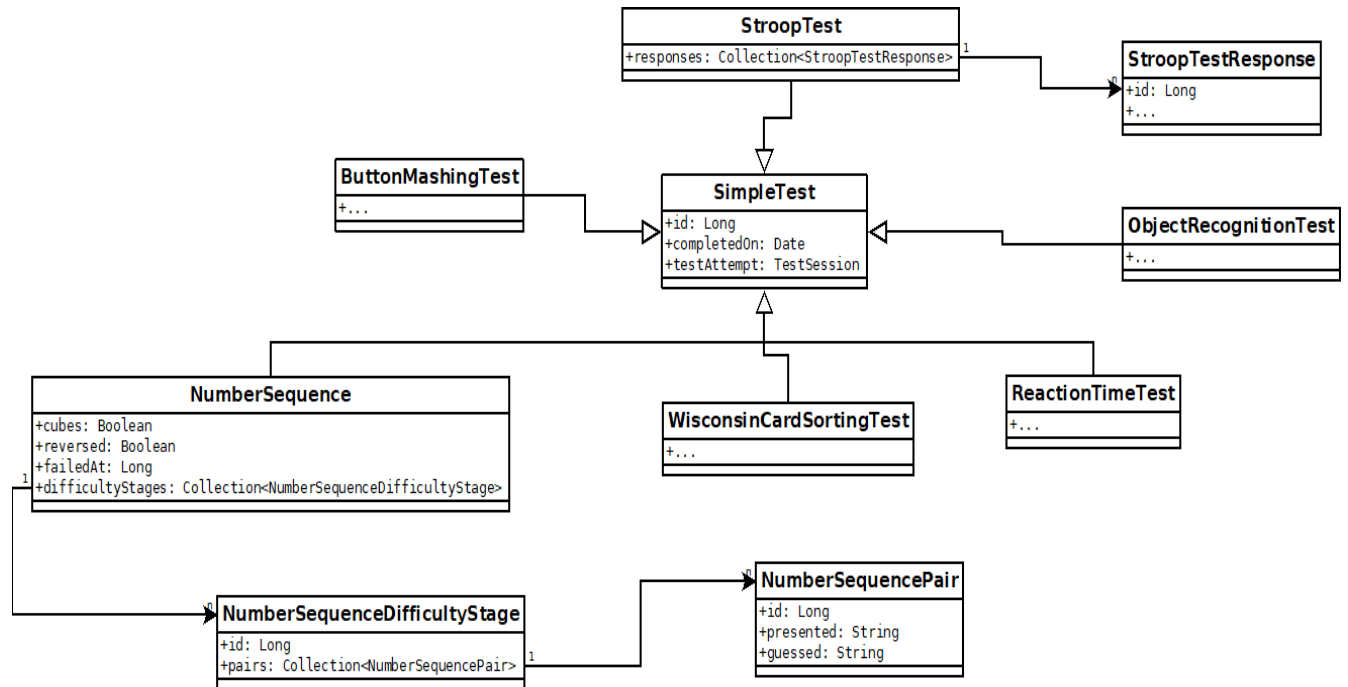 StroopTest
+responses: Collection<StroopTestResponse>
1
n
StroopTestResponse
+id: Long
+...
ButtonMashingTest
+...
SimpleTest
+id: Long
+completedOn: Date
+testAttempt: TestSession
ObjectRecognitionTest
+...
NumberSequence
+cubes: Boolean
+reversed: Boolean
+failedAt: Long
+difficultyStages: Collection<NumberSequenceDifficultyStage>
1
WisconsinCardSortingTest
+...
ReactionTimeTest
+...
n
NumberSequenceDifficultyStage
+id: Long
+pairs: Collection<NumberSequencePair>
1
n
NumberSequencePair
+id: Long
+presented: String
+guessed: String